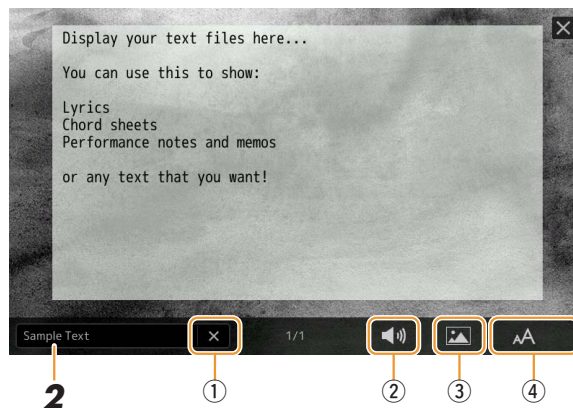 Display your text files here...
You can use this to show:
Lyrics
Chord sheets
Performance notes and memos
or any text that you want!
Sample Text
×
1/1
AA
2
①
②
③
④